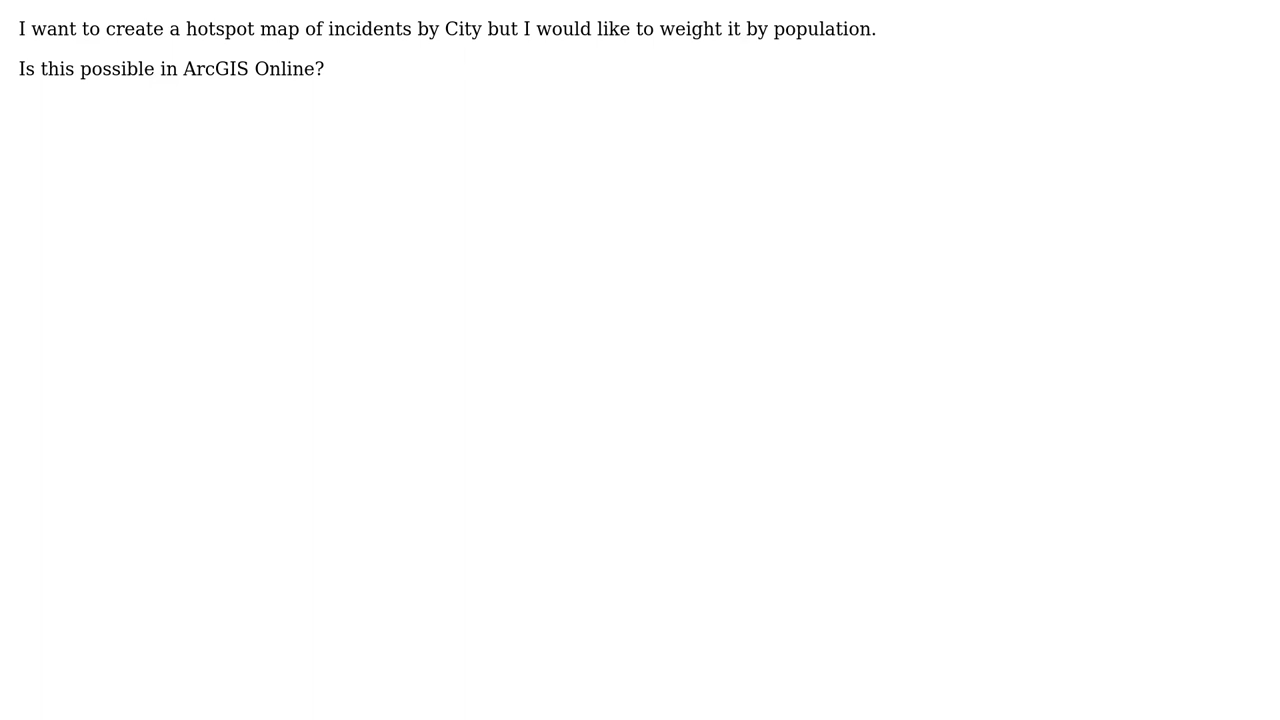 I want to create a hotspot map of incidents by City but I would like to weight it by population.
Is this possible in ArcGIS Online?